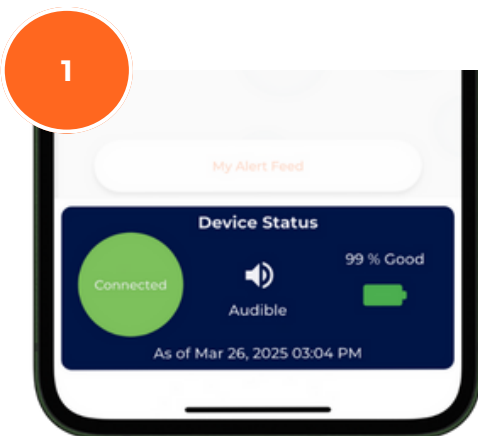 1
My Alert Feed
Device Status
Connected
99 % Good
Audible
As of Mar 26, 2025 03:04 PM